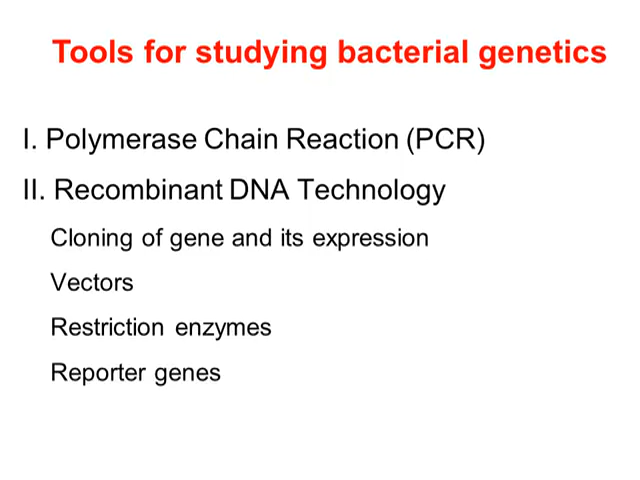 Tools for studying bacterial genetics
I. Polymerase Chain Reaction (PCR)
II. Recombinant DNA Technology
Cloning of gene and its expression
Vectors
Restriction enzymes
Reporter genes